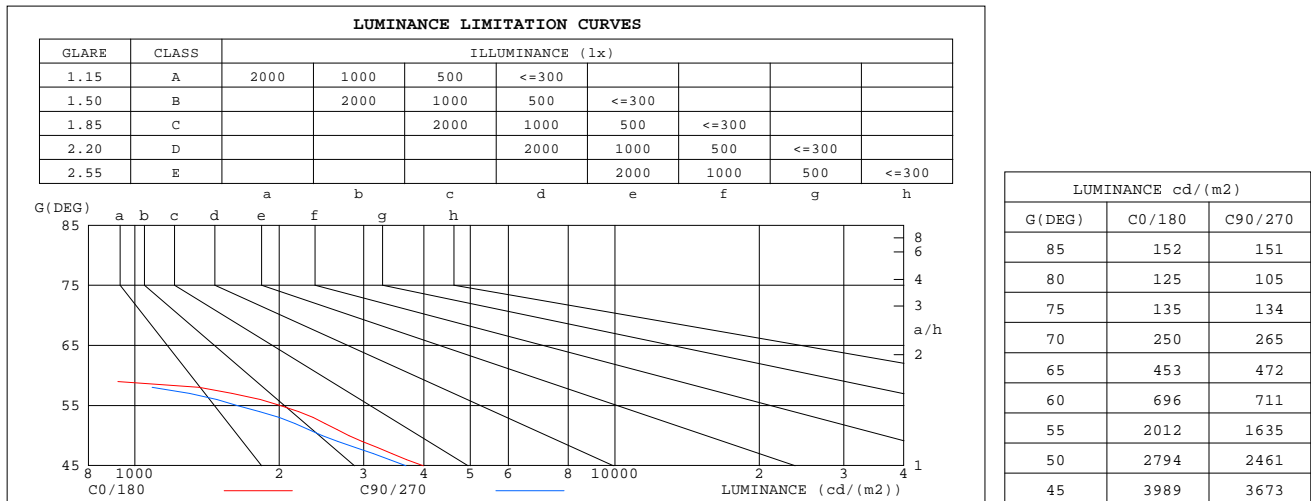 LUMINANCE LIMITATION CURVES
GLARE CLASS ILLUMINANCE (lx)
1.15 A 2000 1000 500 <=300
1.50 B 2000 1000 500 <=300
1.85 C 2000 1000 500 <=300
2.20 D 2000 1000 500 <=300
2.55 E 2000 1000 500 <=300
a b c d e f g h
G(DEG)
a b c d e f g h
85
75
65
55
45
8 1000 2 3 4 5 6 8 10000 2 3 4
8
6
4
3
a/h
2
1
C0/180 C90/270 LUMINANCE (cd/(m2))
LUMINANCE cd/(m2)
G(DEG) C0/180 C90/270
85 152 151
80 125 105
75 135 134
70 250 265
65 453 472
60 696 711
55 2012 1635
50 2794 2461
45 3989 3673